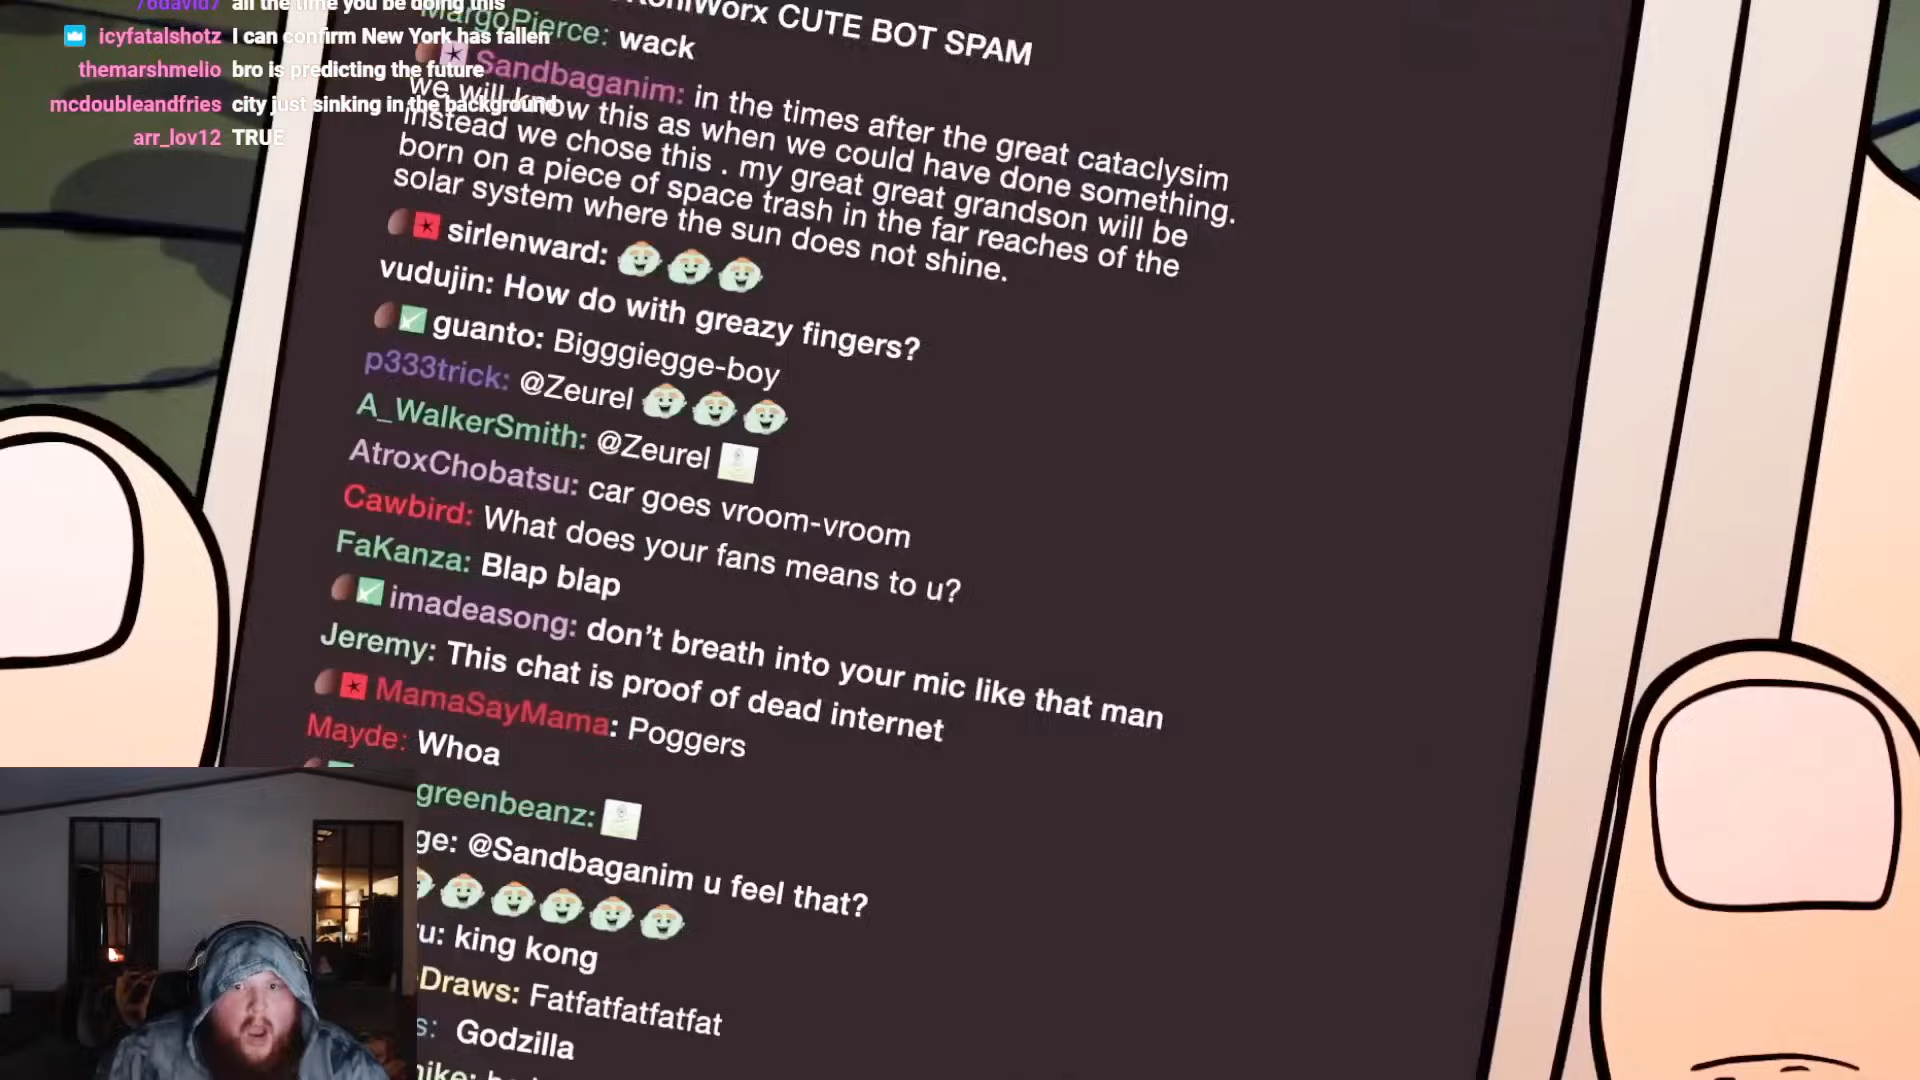 76david7 all the time you be doing this
icyfatalshotz I can confirm New York has fallen
themarshmelio bro is predicting the future
mcdoubleandfries city just sinking in the background
arr_lov12 TRUE
CUTE BOT SPAM
MargoPierce: wack
Sandbaganim: in the times after the great cataclysim
we will know this as when we could have done something.
instead we chose this . my great great grandson will be
born on a piece of space trash in the far reaches of the
solar system where the sun does not shine.
sirlenward:
vudujin: How do with greazy fingers?
guanto: Bigggiegge-boy
p333trick: @Zeurel
A_WalkerSmith: @Zeurel
AtroxChobatsu: car goes vroom-vroom
Cawbird: What does your fans means to u?
FaKanza: Blap blap
imadeasong: don't breath into your mic like that man
Jeremy: This chat is proof of dead internet
MamaSayMama: Poggers
Mayde: Whoa
greenbeanz:
ge: @Sandbaganim u feel that?
u: king kong
Draws: Fatfatfatfatfat
s: Godzilla